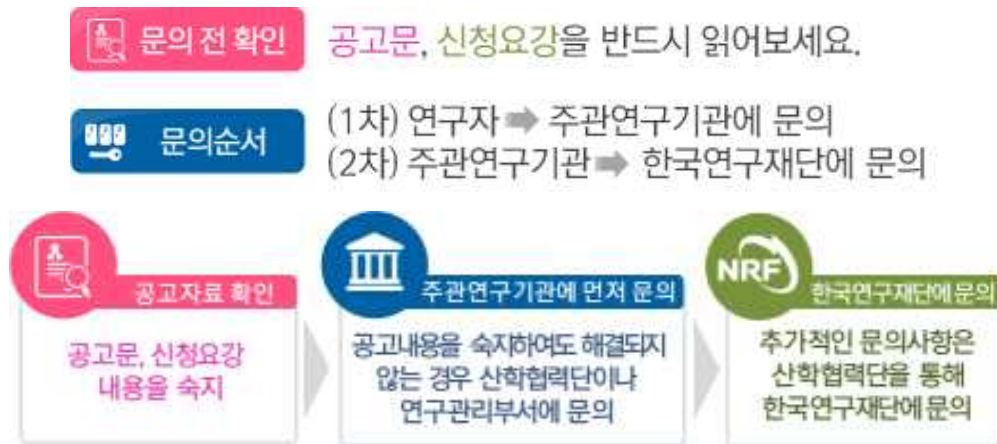 문의 전 확인 공고문, 신청요강을 반드시 읽어보세요.
문의순서
(1차) 연구자 ➡ 주관연구기관에 문의
(2차) 주관연구기관 ➡ 한국연구재단에 문의
공고자료 확인
공고문, 신청요강
내용을 숙지
주관연구기관에 먼저 문의
공고내용을 숙지하여도 해결되지
않는 경우 산학협력단이나
연구관리부서에 문의
NRF
한국연구재단에 문의
추가적인 문의사항은
산학협력단을 통해
한국연구재단에 문의